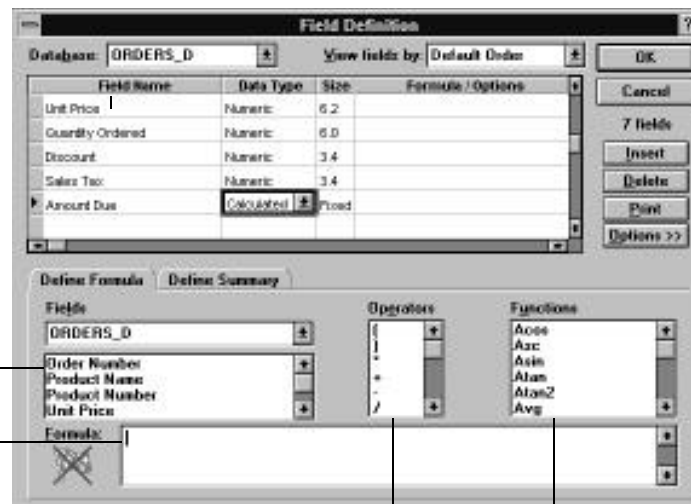 Field Definition
?
Database: ORDERS_D
View fields by: Default Order
OK
Field Name Data Type Size Formula / Options
Cancel
Unit Price Numeric 6.2
7 fields
Quantity Ordered Numeric 6.0
Discount Numeric 3.4
Insert
Sales Tax Numeric 3.4
Delete
Amount Due Calculated Fixed
Print
Options >>
Define Formula Define Summary
Fields Operators Functions
ORDERS_D
( Acos
) Asc
Order Number * Asin
Product Name + Atan
Product Number - Atan2
Unit Price / Avg
Formula: